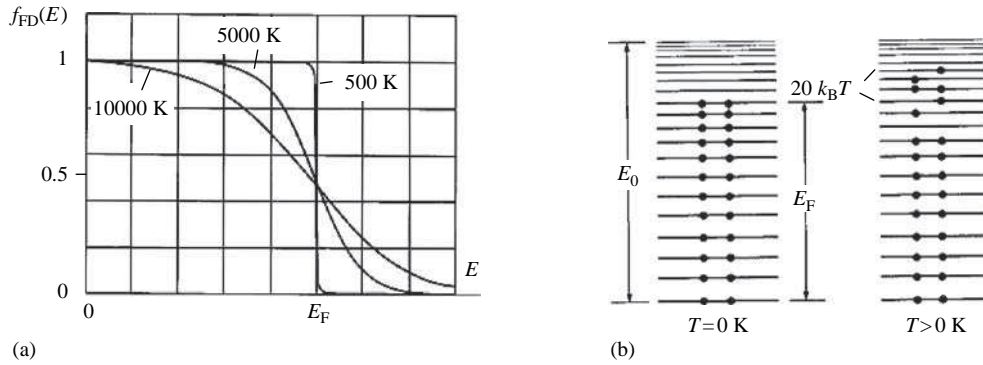 f_FD(E)
1
0.5
0
5000 K
500 K
10000 K
0
E_F
E
(a)
E_0
E_F
20 k_BT
T=0 K
T>0 K
(b)